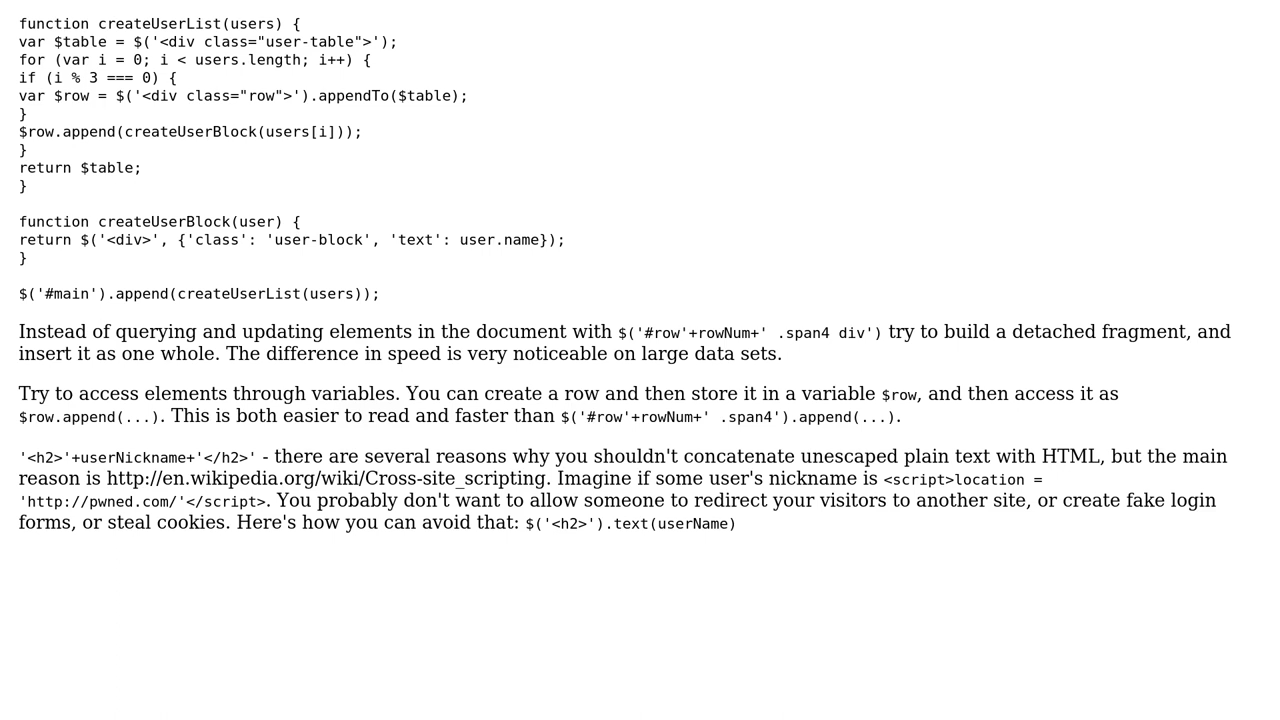 function createUserList(users) {
var $table = $('<div class="user-table">');
for (var i = 0; i < users.length; i++) {
if (i % 3 === 0) {
var $row = $('<div class="row">').appendTo($table);
}
$row.append(createUserBlock(users[i]));
}
return $table;
}

function createUserBlock(user) {
return $('<div>', {'class': 'user-block', 'text': user.name});
}

$('#main').append(createUserList(users));

Instead of querying and updating elements in the document with $('#row'+rowNum+' .span4 div') try to build a detached fragment, and
insert it as one whole. The difference in speed is very noticeable on large data sets.

Try to access elements through variables. You can create a row and then store it in a variable $row, and then access it as
$row.append(...). This is both easier to read and faster than $('#row'+rowNum+' .span4').append(...).

'<h2>'+userNickname+'</h2>' - there are several reasons why you shouldn't concatenate unescaped plain text with HTML, but the main
reason is http://en.wikipedia.org/wiki/Cross-site_scripting. Imagine if some user's nickname is <script>location =
'http://pwned.com/'</script>. You probably don't want to allow someone to redirect your visitors to another site, or create fake login
forms, or steal cookies. Here's how you can avoid that: $('<h2>').text(userName)